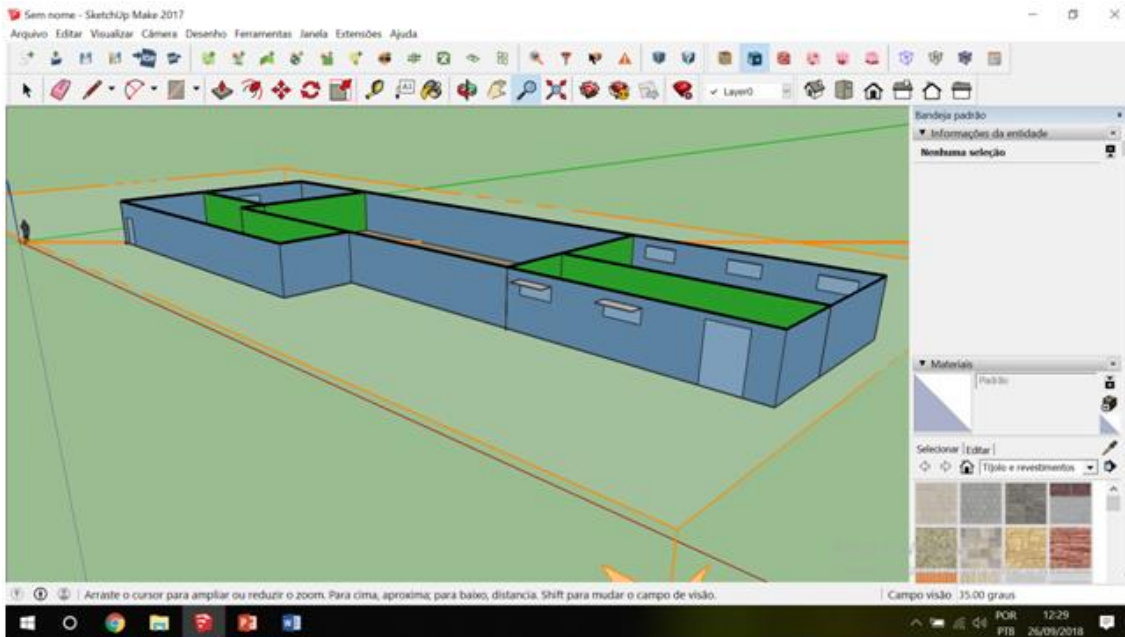 Sem nome - SketchUp Make 2017
Arquivo Editar Visualizar Câmera Desenho Ferramentas Janela Extensões Ajuda
Layer0
Bandeja padrão
Informações da entidade
Nenhuma seleção
Materiais
Padrão
Selecionar Editar
Tijolo e revestimentos
Arraste o cursor para ampliar ou reduzir o zoom. Para cima, aproxima; para baixo, distancia. Shift para mudar o campo de visão.
Campo visão 35.00 graus
POR 12:29
PTB 26/09/2018